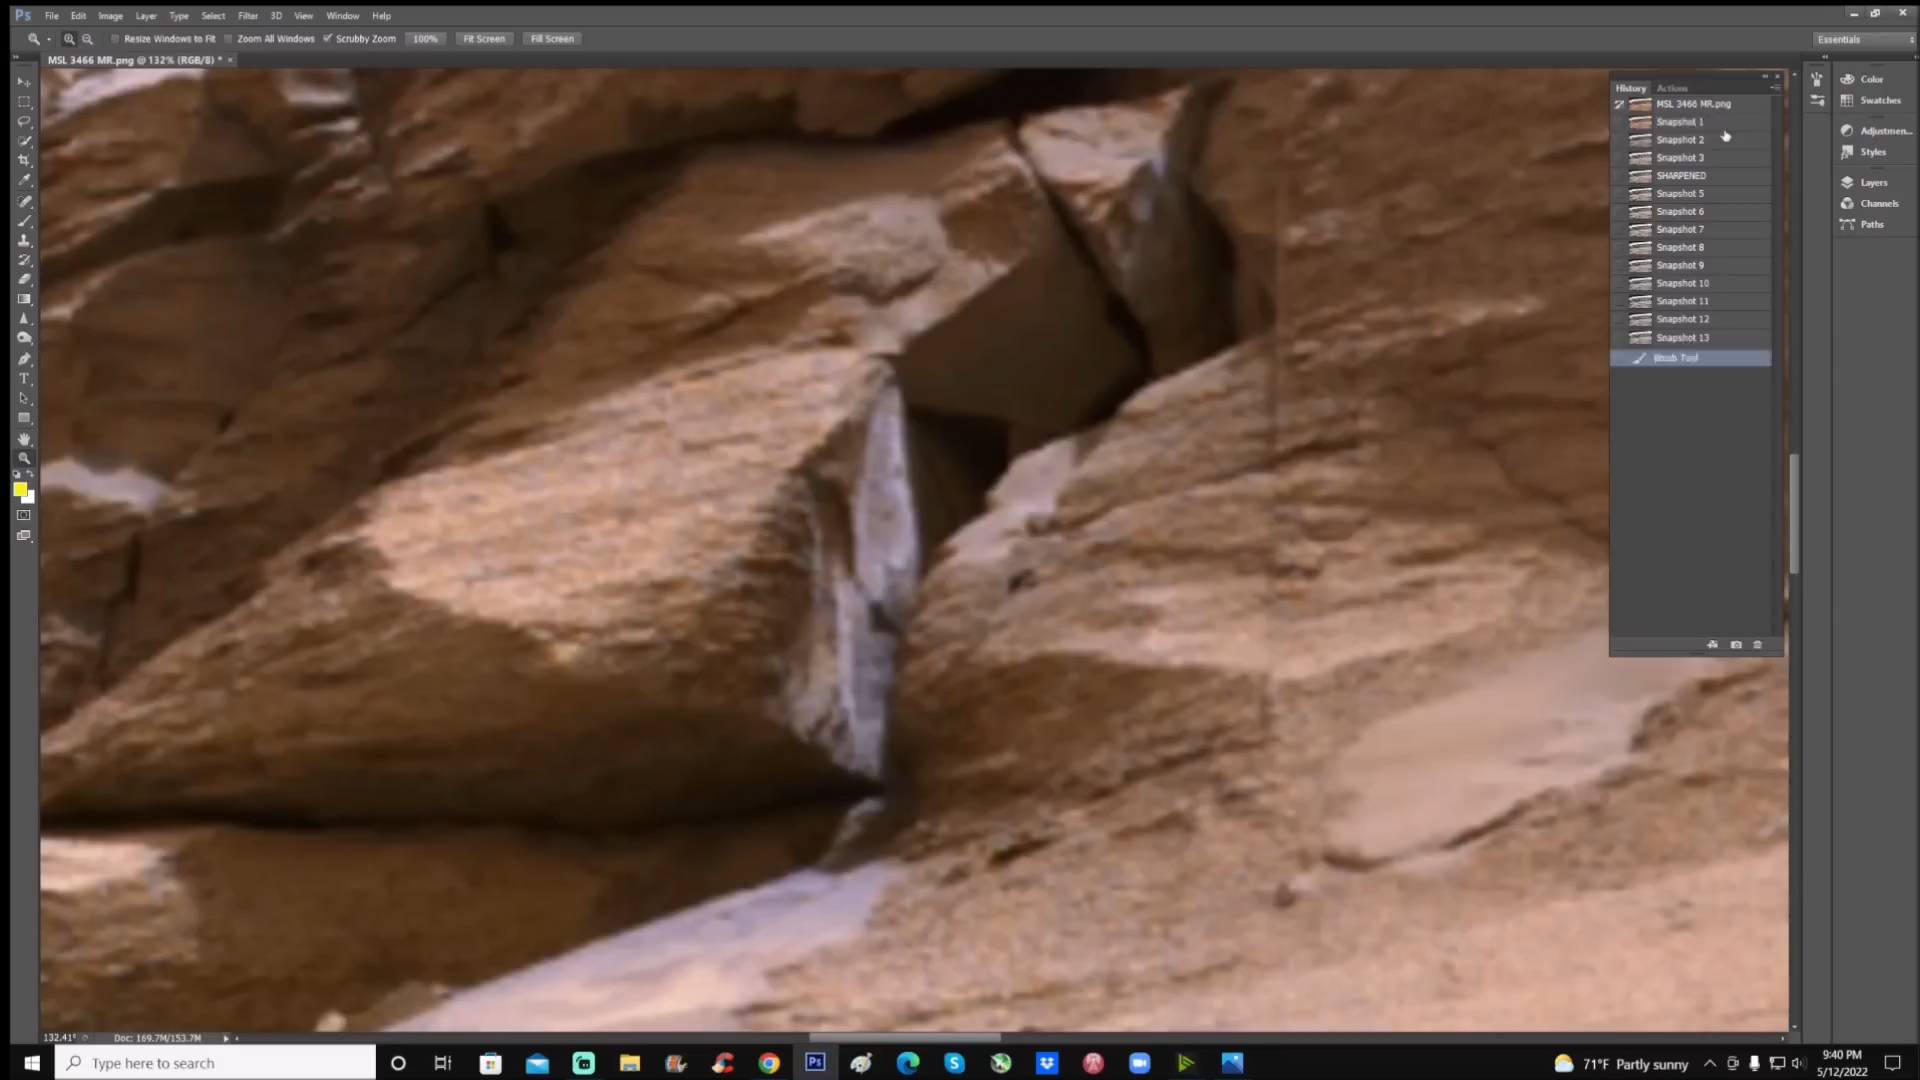 Ps File Edit Image Layer Type Select Filter 3D View Window Help
Resize Windows to Fit Zoom All Windows Scrubby Zoom 100% Fit Screen Fill Screen Essentials
MSL 3466 MR.png @ 132% (RGB/8) * ×
History Actions
MSL 3466 MR.png
Snapshot 1
Snapshot 2
Snapshot 3
SHARPENED
Snapshot 5
Snapshot 6
Snapshot 7
Snapshot 8
Snapshot 9
Snapshot 10
Snapshot 11
Snapshot 12
Snapshot 13
Brush Tool
Color
Swatches
Adjustmen...
Styles
Layers
Channels
Paths
T
132.41% Doc: 169.7M/153.7M
Type here to search
Ps
S
71°F Partly sunny
9:40 PM
5/12/2022